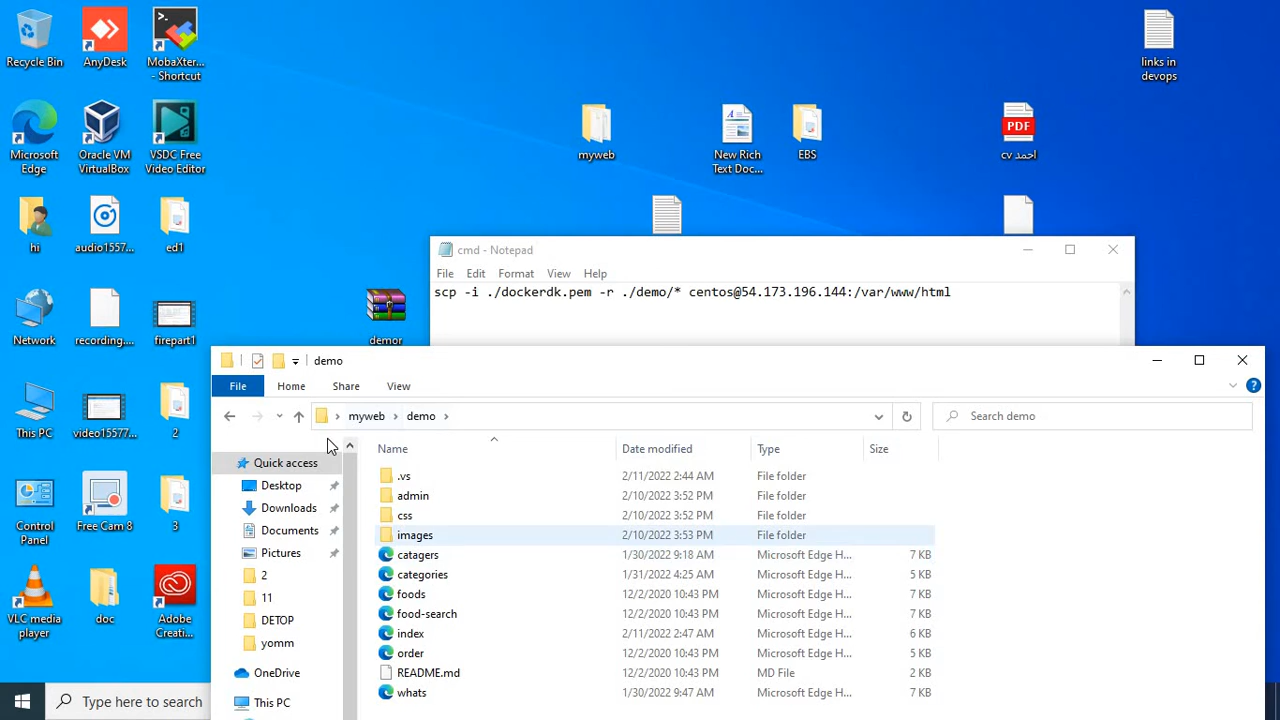 Recycle Bin
AnyDesk
MobaXter...
- Shortcut
links in
devops
>_
Microsoft
Edge
Oracle VM
VirtualBox
VSDC Free
Video Editor
myweb
New Rich
Text Doc...
EBS
PDF
احمد cv
hi
audio1557...
ed1
cmd - Notepad
File Edit Format View Help
scp -i ./dockerdk.pem -r ./demo/* centos@54.173.196.144:/var/www/html
Network
recording....
firepart1
demor
demo
File Home Share View
myweb > demo >
Search demo
This PC
video15577...
2
Name Date modified Type Size
Quick access
Desktop
Downloads
Documents
Pictures
2
11
DETOP
yomm
OneDrive
This PC
.vs 2/11/2022 2:44 AM File folder
admin 2/10/2022 3:52 PM File folder
css 2/10/2022 3:52 PM File folder
images 2/10/2022 3:53 PM File folder
catagers 1/30/2022 9:18 AM Microsoft Edge H... 7 KB
categories 1/31/2022 4:25 AM Microsoft Edge H... 5 KB
foods 12/2/2020 10:43 PM Microsoft Edge H... 7 KB
food-search 12/2/2020 10:43 PM Microsoft Edge H... 7 KB
index 2/11/2022 2:47 AM Microsoft Edge H... 6 KB
order 12/2/2020 10:43 PM Microsoft Edge H... 5 KB
README.md 12/2/2020 10:43 PM MD File 2 KB
whats 1/30/2022 9:47 AM Microsoft Edge H... 7 KB
Control
Panel
Free Cam 8
3
VLC media
player
doc
Adobe
Creati...
Type here to search